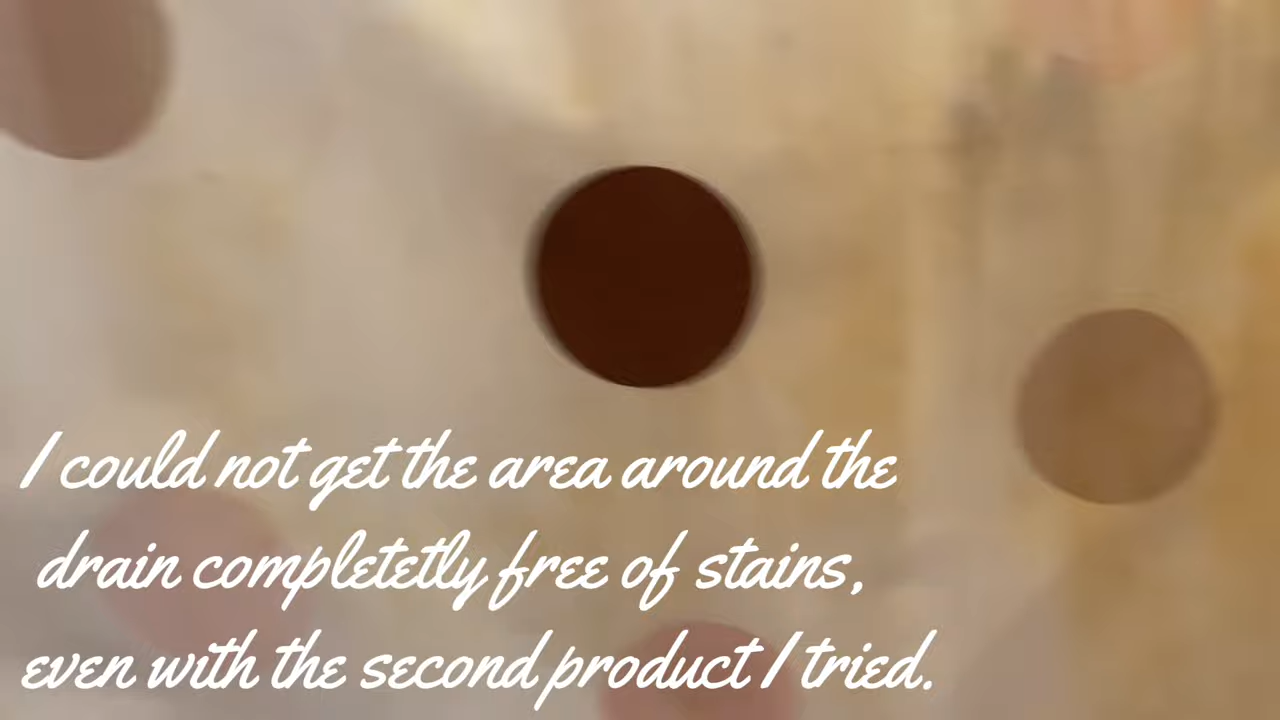 I could not get the area around the
drain completetly free of stains,
even with the second product I tried.